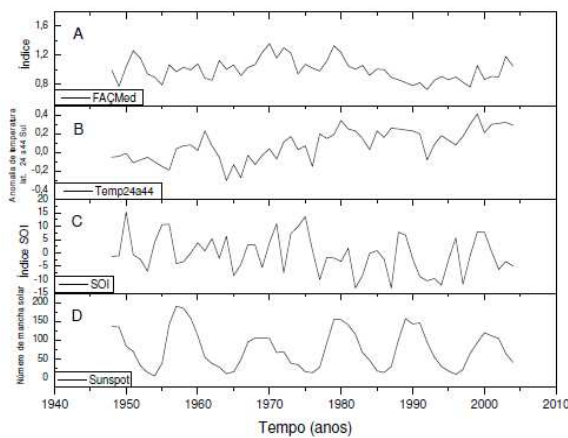 A
Índice
1,6
1,2
0,8
FAÇMed
B
Anomalia de temperatura
lat. 24 a 44 Sul
0,4
0,2
0,0
-0,2
-0,4
Temp24a44
C
Índice SOI
20
15
10
5
0
-5
-10
-15
SOI
D
Número de mancha solar
200
150
100
50
0
Sunspot
1940 1950 1960 1970 1980 1990 2000 2010
Tempo (anos)